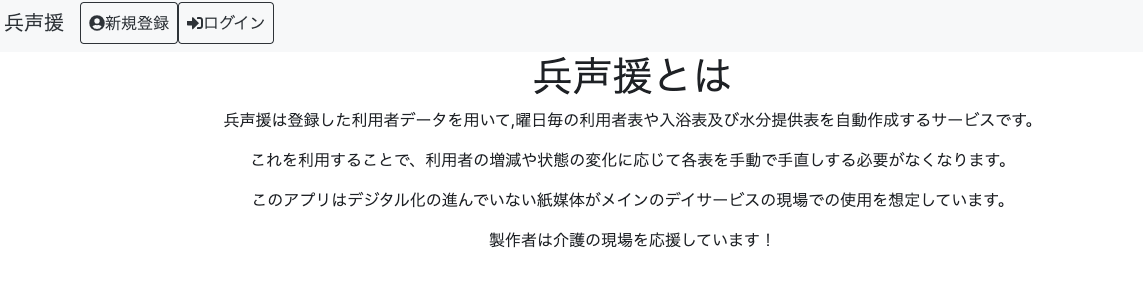 兵声援 新規登録 ログイン
兵声援とは
兵声援は登録した利用者データを用いて,曜日毎の利用者表や入浴表及び水分提供表を自動作成するサービスです。
これを利用することで、利用者の増減や状態の変化に応じて各表を手動で手直しする必要がなくなります。
このアプリはデジタル化の進んでいない紙媒体がメインのデイサービスの現場での使用を想定しています。
製作者は介護の現場を応援しています！